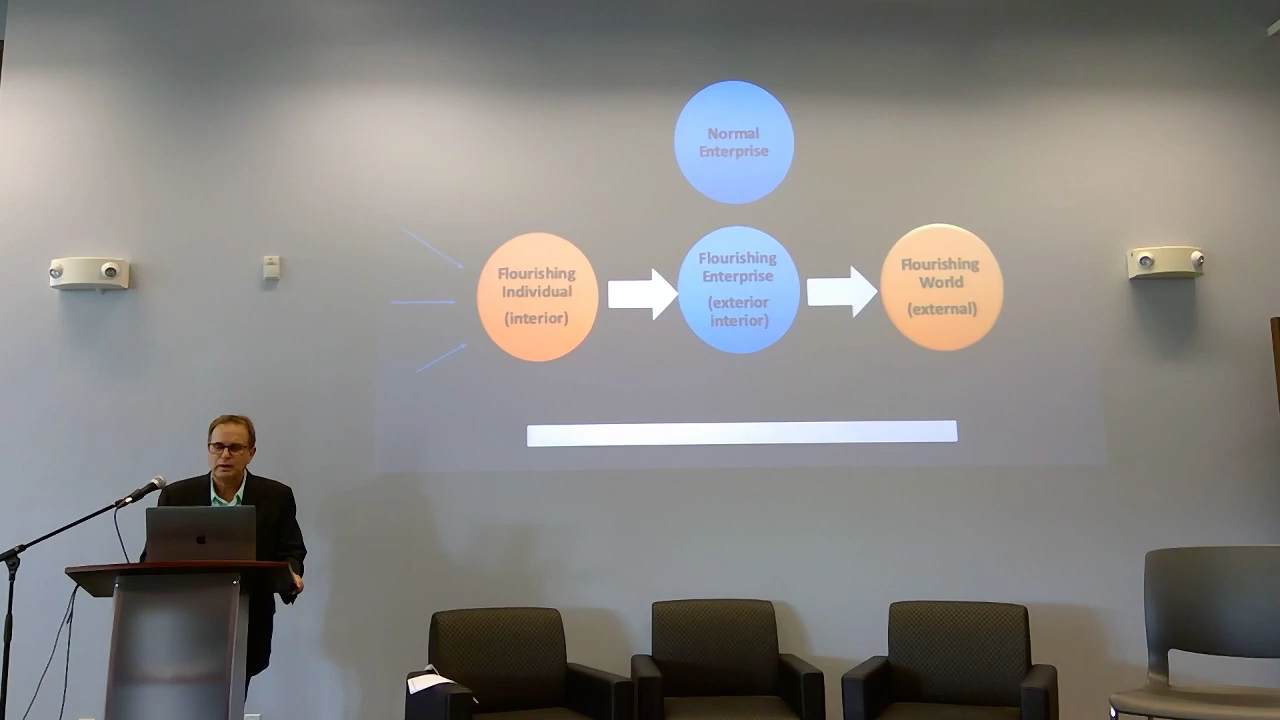 Normal
Enterprise
Flourishing
Individual
(interior)
Flourishing
Enterprise
(exterior
interior)
Flourishing
World
(external)